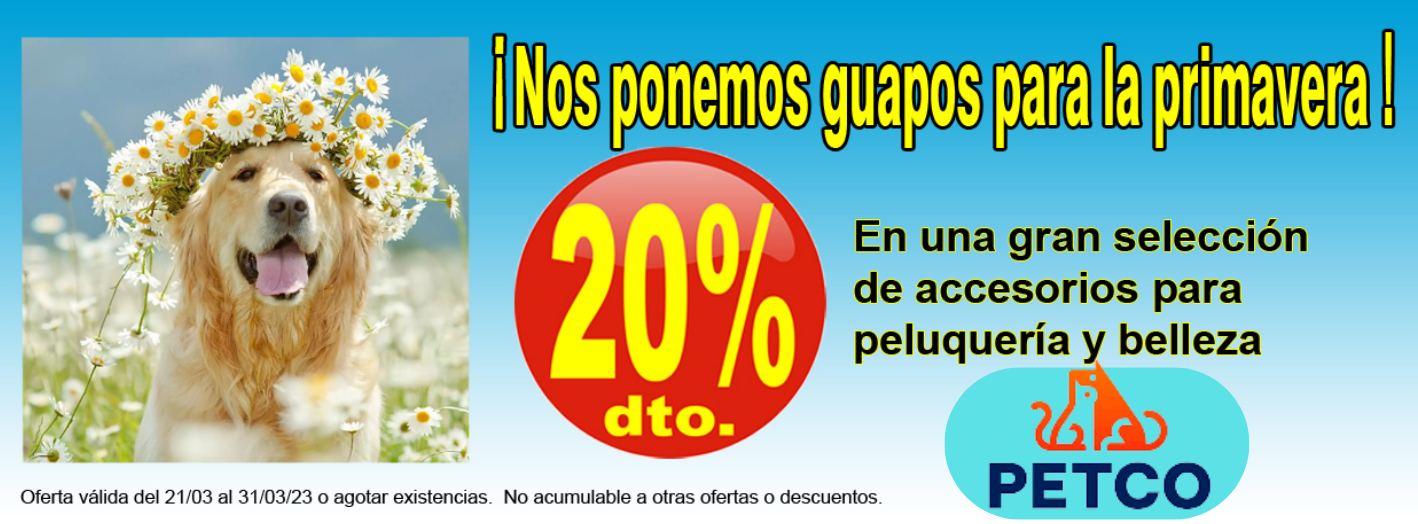 ¡Nos ponemos guapos para la primavera!
20%
dto.
En una gran selección
de accesorios para
peluquería y belleza
PETCO
Oferta válida del 21/03 al 31/03/23 o agotar existencias. No acumulable a otras ofertas o descuentos.